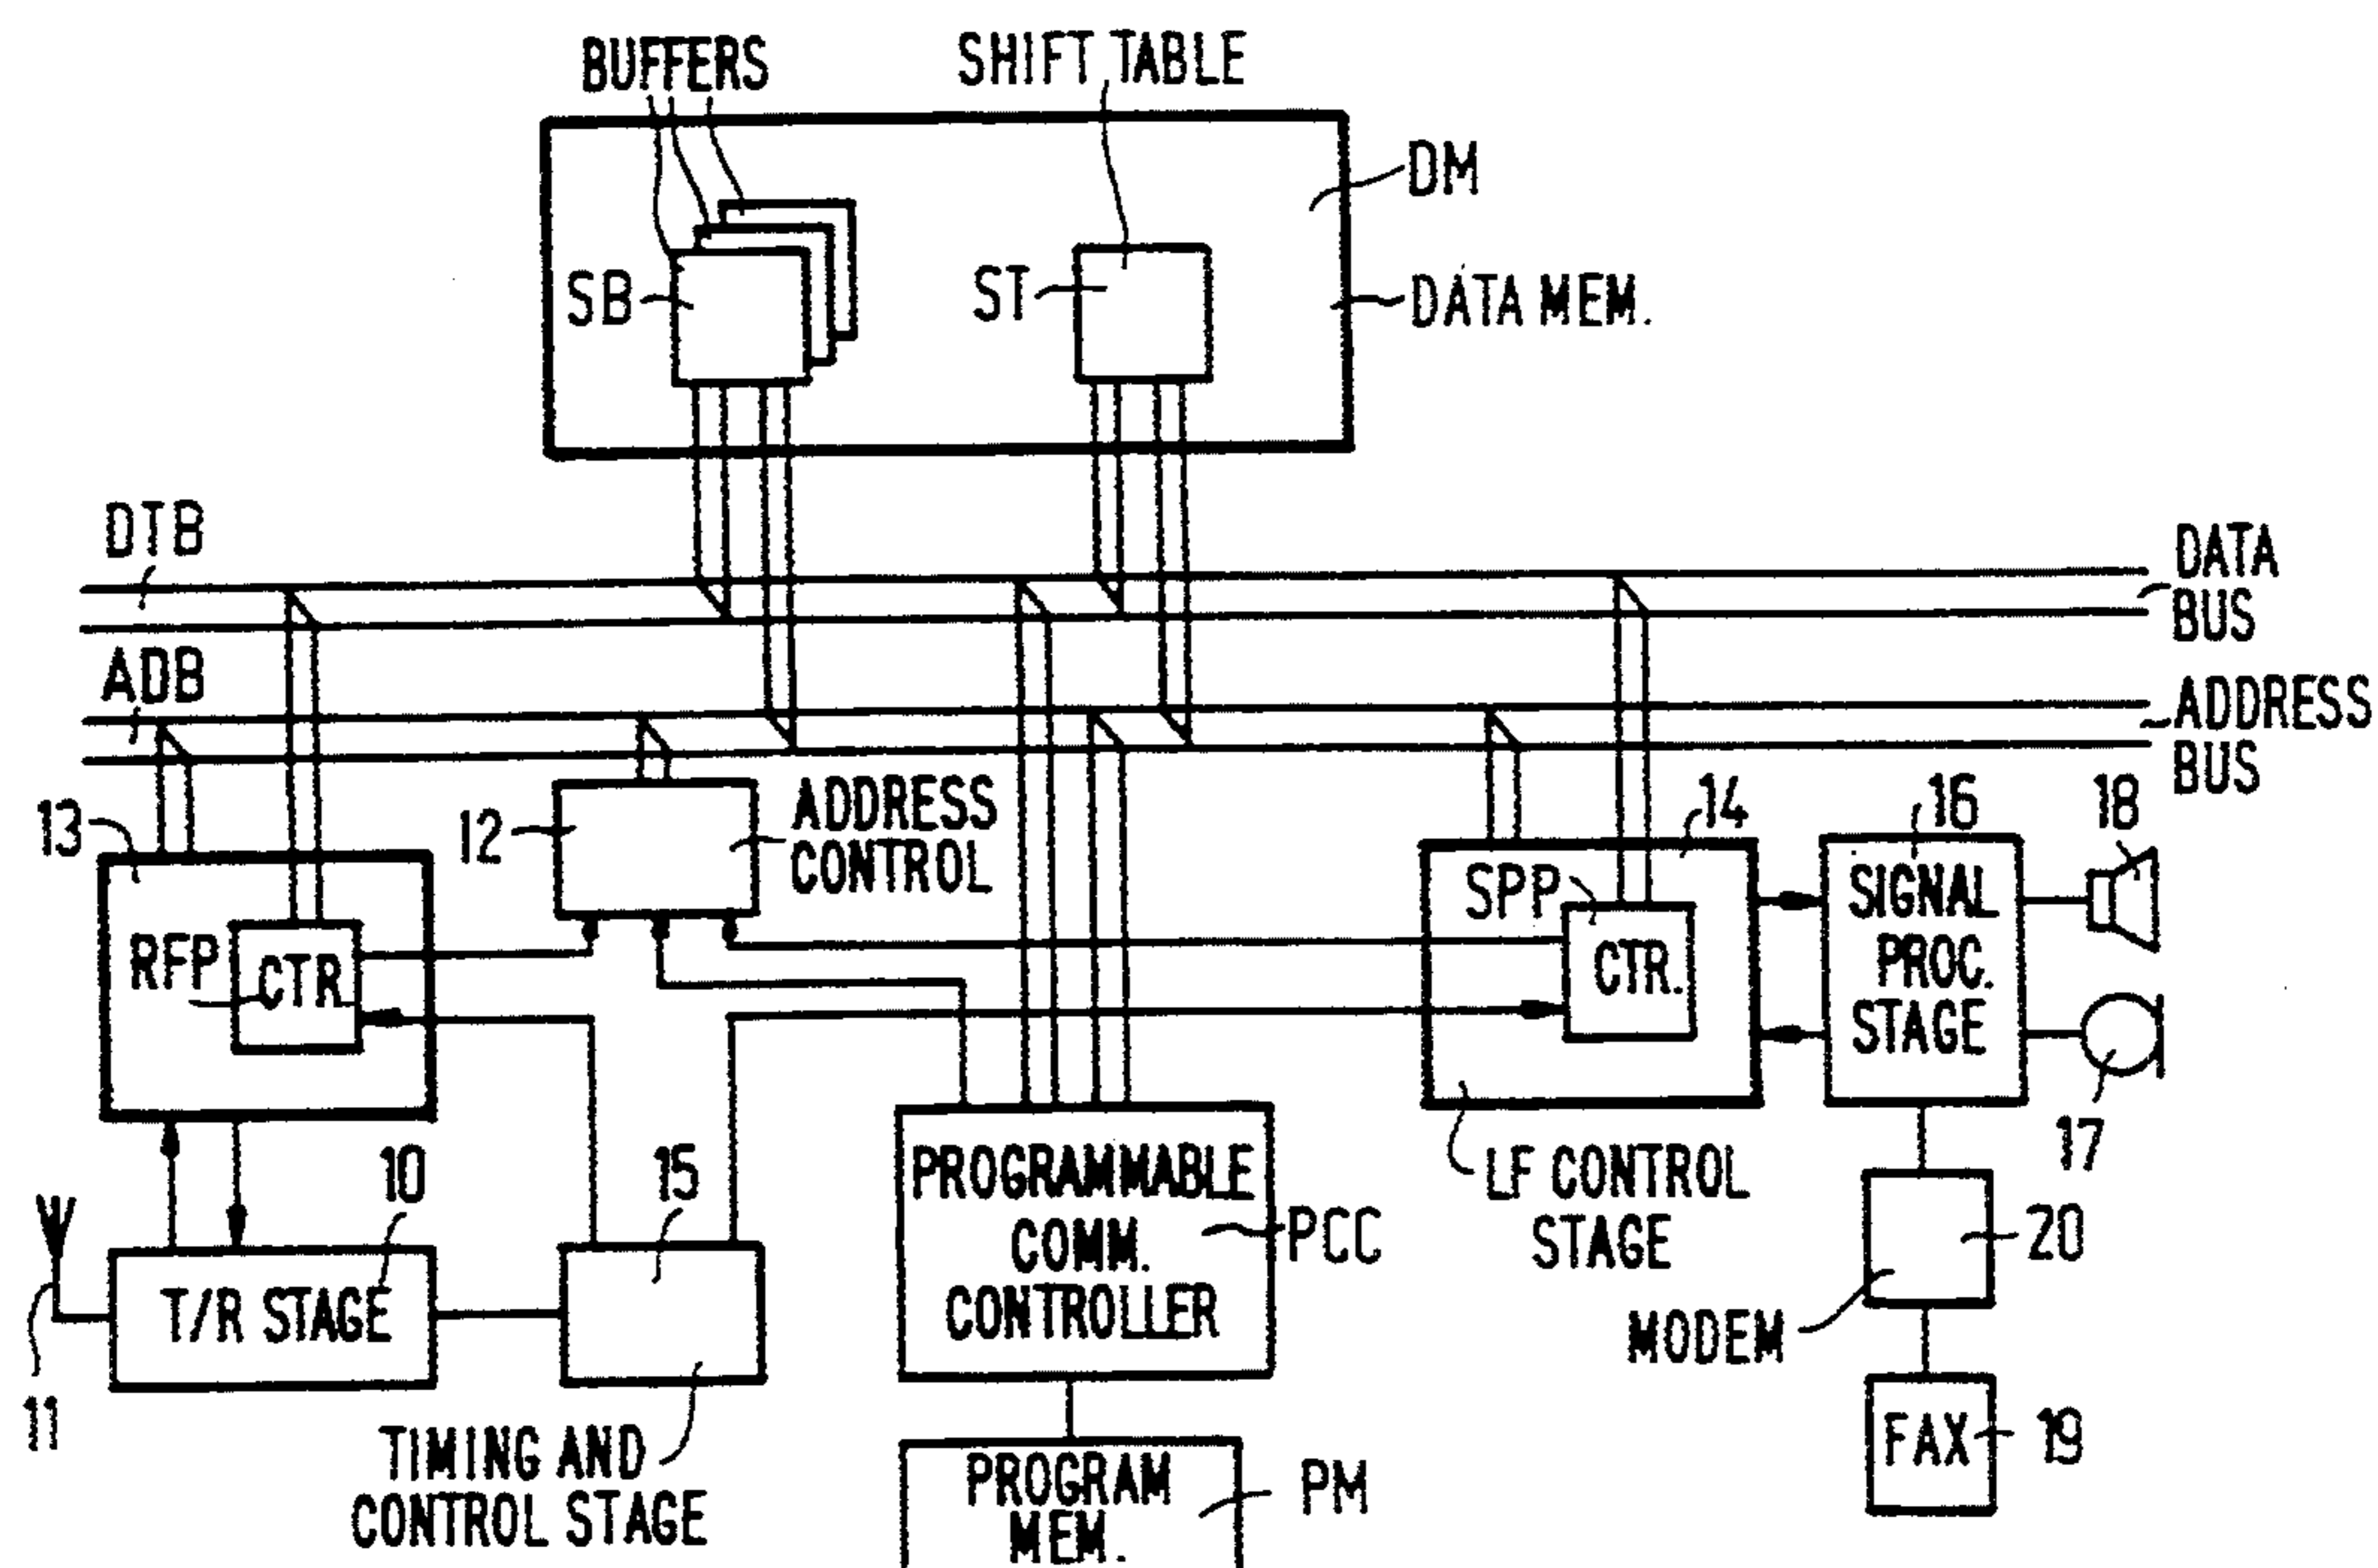 BUFFERS
SHIFT TABLE
DM
SB
ST
DATA MEM.
DTB
DATA
BUS
ADB
ADDRESS
BUS
13
12
ADDRESS
CONTROL
14
16
18
RFP
CTR
SPP
CTR.
SIGNAL
PROC.
STAGE
17
10
15
PROGRAMMABLE
COMM.
CONTROLLER
PCC
LF CONTROL
STAGE
20
MODEM
T/R STAGE
11
TIMING AND
CONTROL STAGE
PROGRAM
MEM.
PM
FAX
19